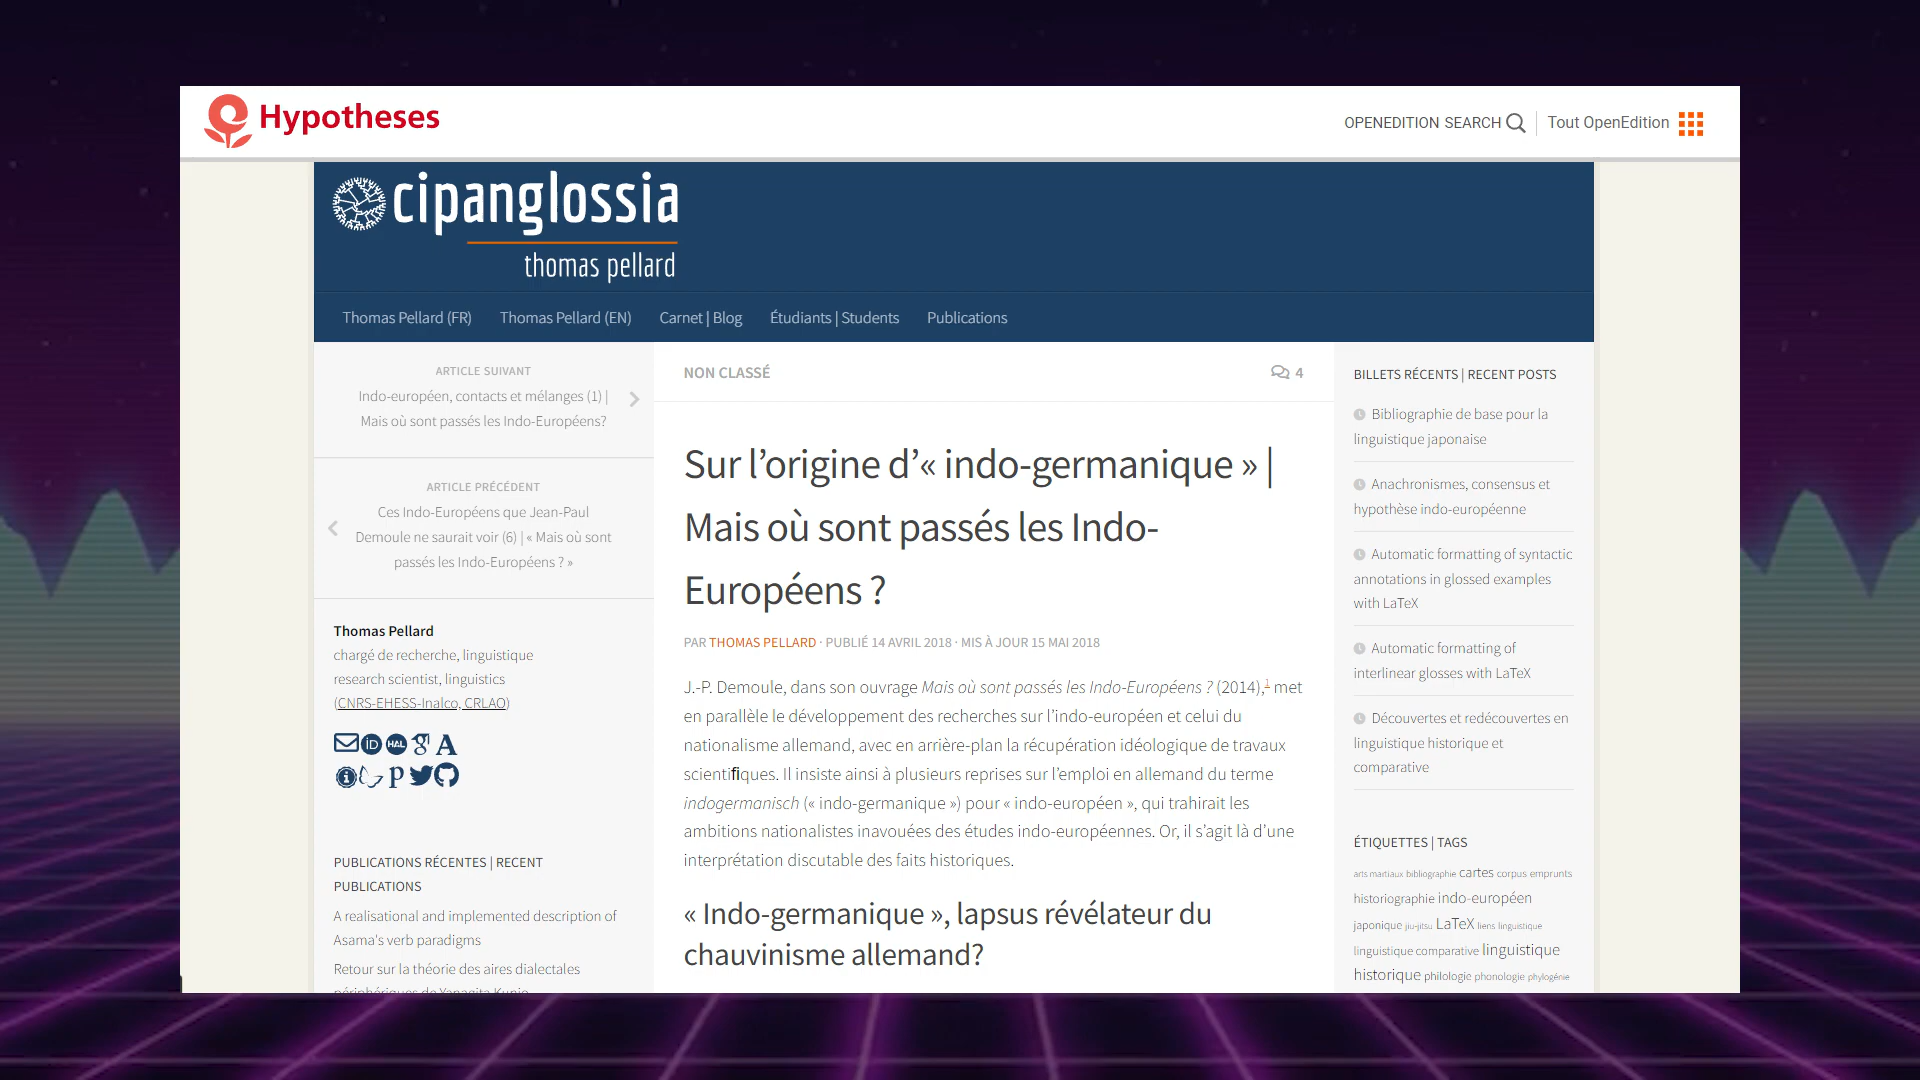 Hypotheses
OPENEDITION SEARCH
Tout OpenEdition
cipanglossia
thomas pellard
Thomas Pellard (FR)
Thomas Pellard (EN)
Carnet | Blog
Étudiants | Students
Publications
ARTICLE SUIVANT
Indo-européen, contacts et mélanges (1) |
Mais où sont passés les Indo-Européens?
ARTICLE PRÉCÉDENT
Ces Indo-Européens que Jean-Paul
Demoule ne saurait voir (6) | « Mais où sont
passés les Indo-Européens ? »
Thomas Pellard
chargé de recherche, linguistique
research scientist, linguistics
(CNRS-EHESS-Inalco, CRLAO)
PUBLICATIONS RÉCENTES | RECENT
PUBLICATIONS
A realisational and implemented description of
Asama's verb paradigms
Retour sur la théorie des aires dialectales
périphériques de Yanagita Kunio
NON CLASSÉ
4
Sur l’origine d’« indo-germanique » |
Mais où sont passés les Indo-
Européens ?
PAR THOMAS PELLARD · PUBLIÉ 14 AVRIL 2018 · MIS À JOUR 15 MAI 2018
J.-P. Demoule, dans son ouvrage Mais où sont passés les Indo-Européens ? (2014),1 met
en parallèle le développement des recherches sur l’indo-européen et celui du
nationalisme allemand, avec en arrière-plan la récupération idéologique de travaux
scientifiques. Il insiste ainsi à plusieurs reprises sur l’emploi en allemand du terme
indogermanisch (« indo-germanique ») pour « indo-européen », qui trahirait les
ambitions nationalistes inavouées des études indo-européennes. Or, il s’agit là d’une
interprétation discutable des faits historiques.
« Indo-germanique », lapsus révélateur du
chauvinisme allemand?
BILLETS RÉCENTS | RECENT POSTS
Bibliographie de base pour la
linguistique japonaise
Anachronismes, consensus et
hypothèse indo-européenne
Automatic formatting of syntactic
annotations in glossed examples
with LaTeX
Automatic formatting of
interlinear glosses with LaTeX
Découvertes et redécouvertes en
linguistique historique et
comparative
ÉTIQUETTES | TAGS
arts martiaux bibliographie cartes corpus emprunts
historiographie indo-européen
japonique jiu-jitsu LaTeX liens linguistique
linguistique comparative linguistique
historique philologie phonologie phylogénie